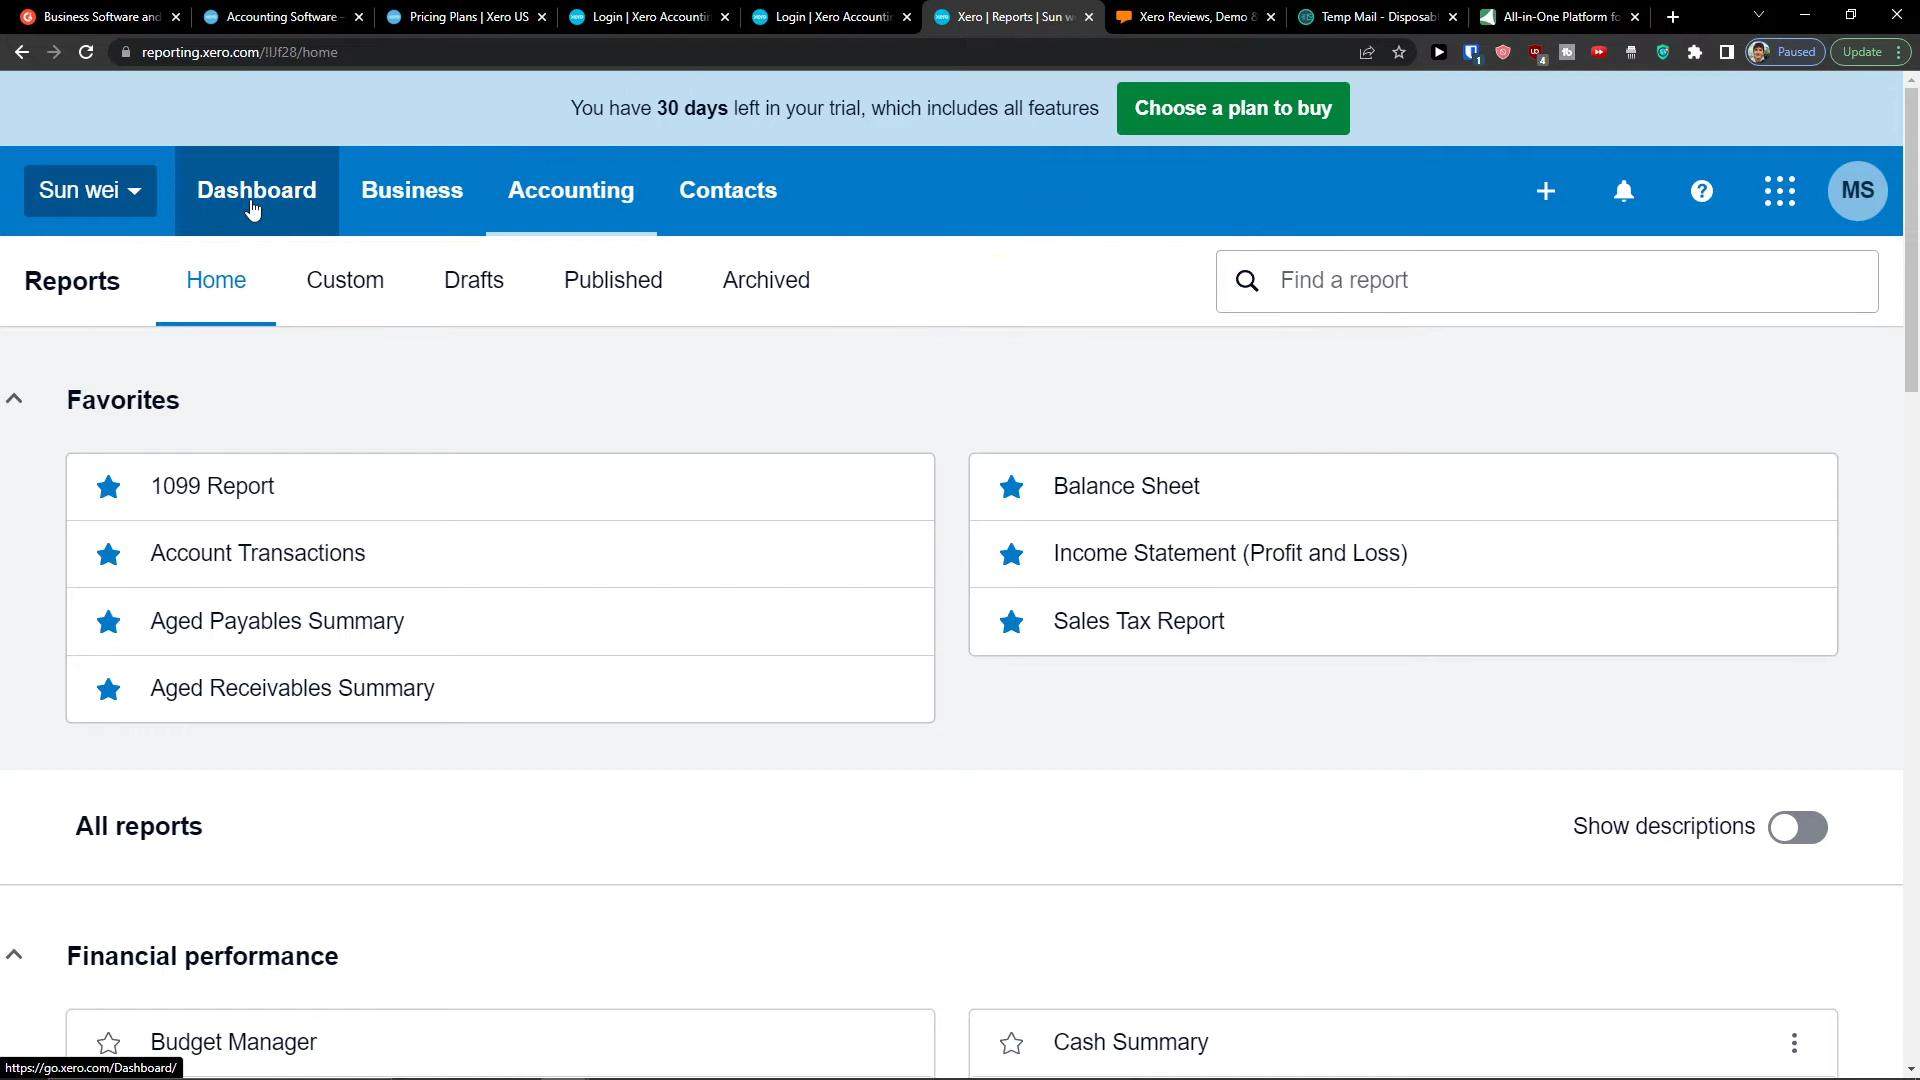 Business Software and
Accounting Software -
Pricing Plans | Xero US
Login | Xero Accountin
Login | Xero Accountin
Xero | Reports | Sun w
Xero Reviews, Demo &
Temp Mail - Disposabl
All-in-One Platform fo
reporting.xero.com/!IJf28/home
1
4
Paused
Update
You have 30 days left in your trial, which includes all features
Choose a plan to buy
Sun wei
Dashboard
Business
Accounting
Contacts
MS
Reports
Home
Custom
Drafts
Published
Archived
Find a report
Favorites
1099 Report
Account Transactions
Aged Payables Summary
Aged Receivables Summary
Balance Sheet
Income Statement (Profit and Loss)
Sales Tax Report
All reports
Show descriptions
Financial performance
Budget Manager
Cash Summary
https://go.xero.com/Dashboard/